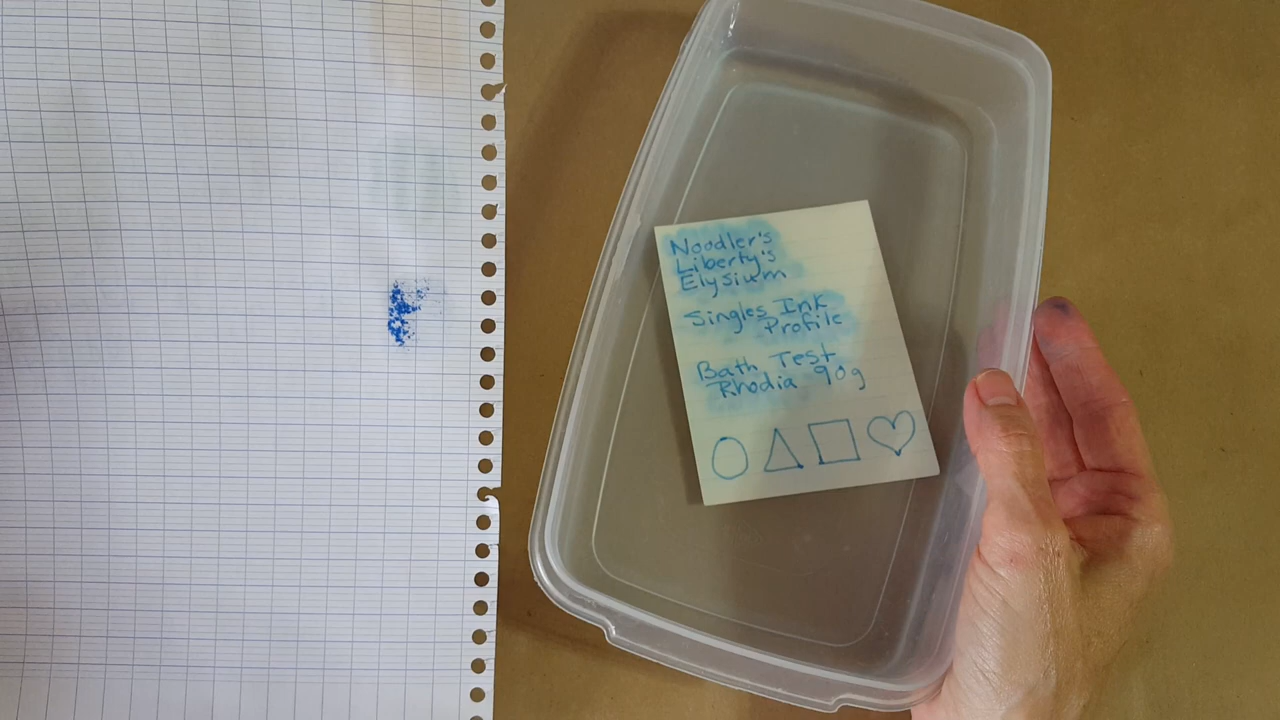 Noodler's
Liberty's
Elysium
Singles Ink
Profile
Bath Test
Rhodia 90g